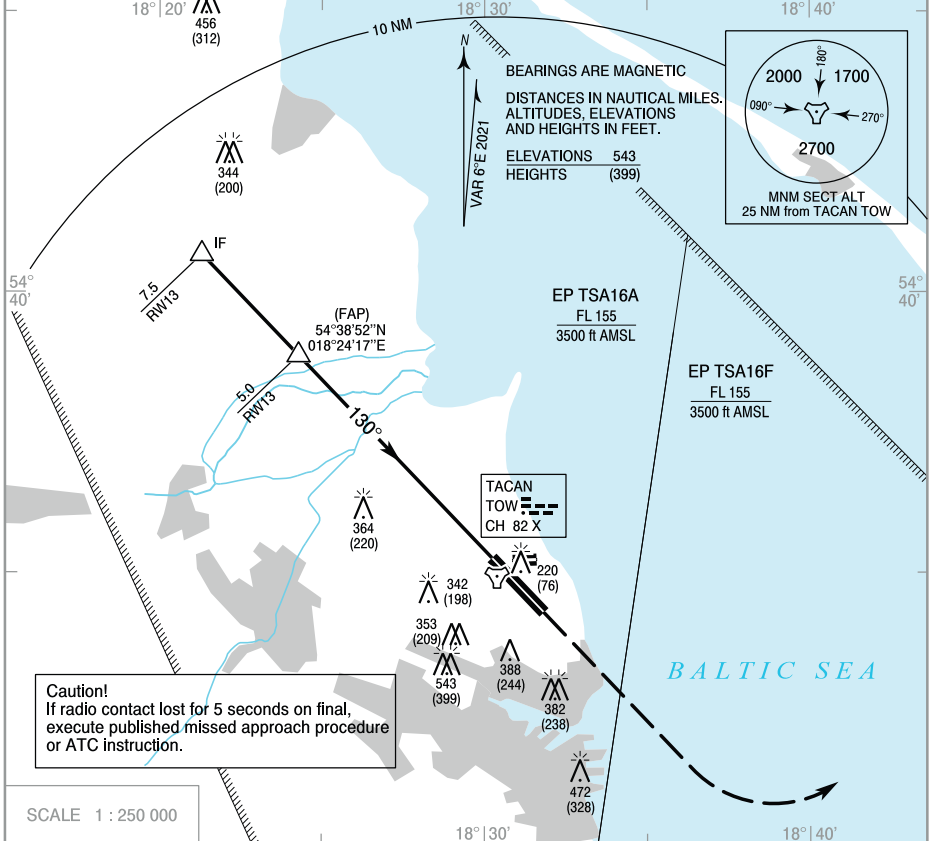 18°20'
18°30'
18°40'
456
(312)
10 NM
N
VAR 6°E 2021
BEARINGS ARE MAGNETIC
DISTANCES IN NAUTICAL MILES.
ALTITUDES, ELEVATIONS
AND HEIGHTS IN FEET.
ELEVATIONS 543
HEIGHTS (399)
180°
2000 1700
090°
270°
2700
MNM SECT ALT
25 NM from TACAN TOW
344
(200)
IF
7.5
RW13
54°
40'
54°
40'
(FAP)
54°38'52"N
018°24'17"E
5.0
RW13
130°
EP TSA16A
FL 155
3500 ft AMSL
EP TSA16F
FL 155
3500 ft AMSL
TACAN
TOW
CH 82 X
364
(220)
220
(76)
342
(198)
353
(209)
543
(399)
388
(244)
382
(238)
472
(328)
BALTIC SEA
Caution!
If radio contact lost for 5 seconds on final,
execute published missed approach procedure
or ATC instruction.
SCALE 1 : 250 000
18°30'
18°40'